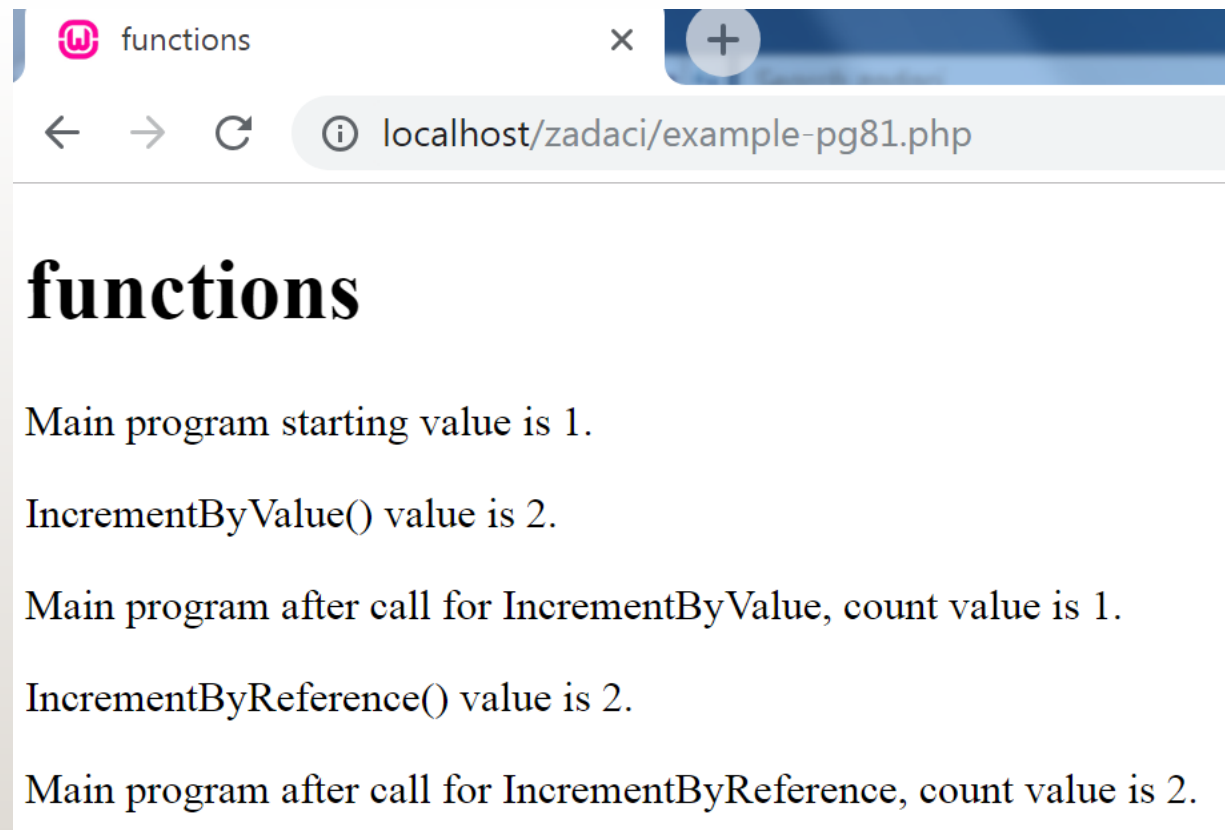 functions
localhost/zadaci/example-pg81.php
functions
Main program starting value is 1.
IncrementByValue() value is 2.
Main program after call for IncrementByValue, count value is 1.
IncrementByReference() value is 2.
Main program after call for IncrementByReference, count value is 2.